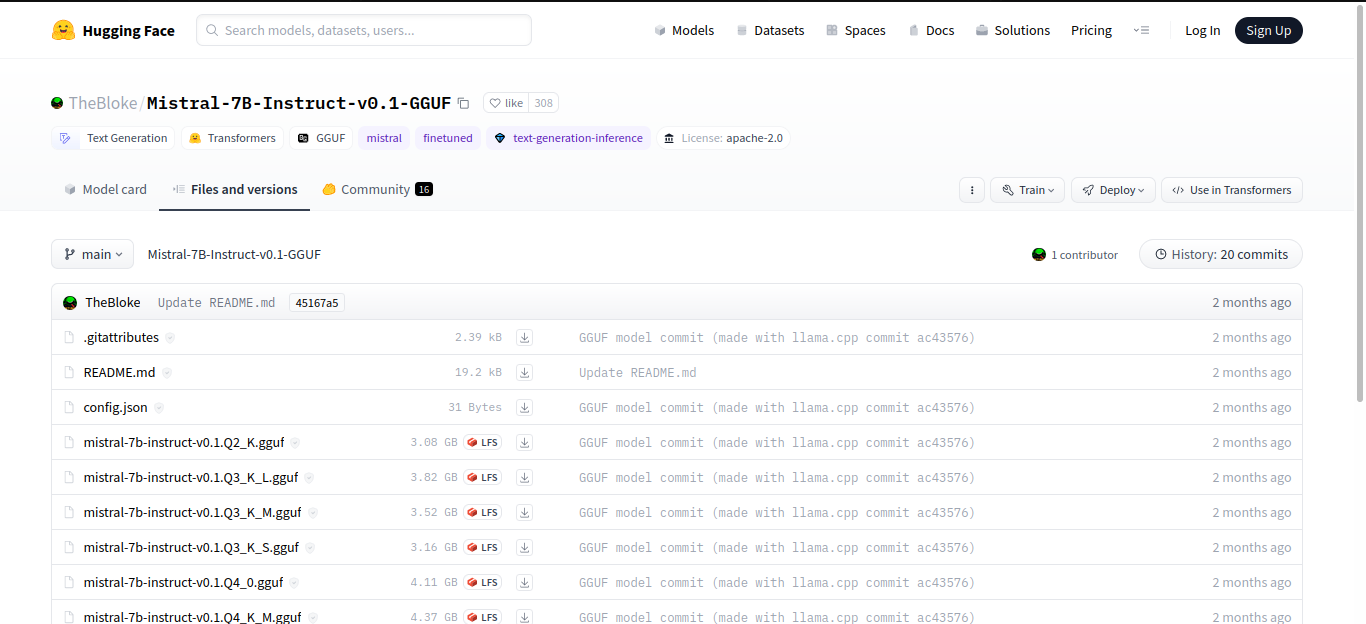 Hugging Face Search models, datasets, users... Models Datasets Spaces Docs Solutions Pricing Log In Sign Up
TheBloke/Mistral-7B-Instruct-v0.1-GGUF like 308
Text Generation Transformers GGUF mistral finetuned text-generation-inference License: apache-2.0
Model card Files and versions Community 16 Train Deploy Use in Transformers
main Mistral-7B-Instruct-v0.1-GGUF 1 contributor History: 20 commits
TheBloke Update README.md 45167a5 2 months ago
.gitattributes 2.39 kB GGUF model commit (made with llama.cpp commit ac43576) 2 months ago
README.md 19.2 kB Update README.md 2 months ago
config.json 31 Bytes GGUF model commit (made with llama.cpp commit ac43576) 2 months ago
mistral-7b-instruct-v0.1.Q2_K.gguf 3.08 GB LFS GGUF model commit (made with llama.cpp commit ac43576) 2 months ago
mistral-7b-instruct-v0.1.Q3_K_L.gguf 3.82 GB LFS GGUF model commit (made with llama.cpp commit ac43576) 2 months ago
mistral-7b-instruct-v0.1.Q3_K_M.gguf 3.52 GB LFS GGUF model commit (made with llama.cpp commit ac43576) 2 months ago
mistral-7b-instruct-v0.1.Q3_K_S.gguf 3.16 GB LFS GGUF model commit (made with llama.cpp commit ac43576) 2 months ago
mistral-7b-instruct-v0.1.Q4_0.gguf 4.11 GB LFS GGUF model commit (made with llama.cpp commit ac43576) 2 months ago
mistral-7b-instruct-v0.1.Q4_K_M.gguf 4.37 GB LFS GGUF model commit (made with llama.cpp commit ac43576) 2 months ago